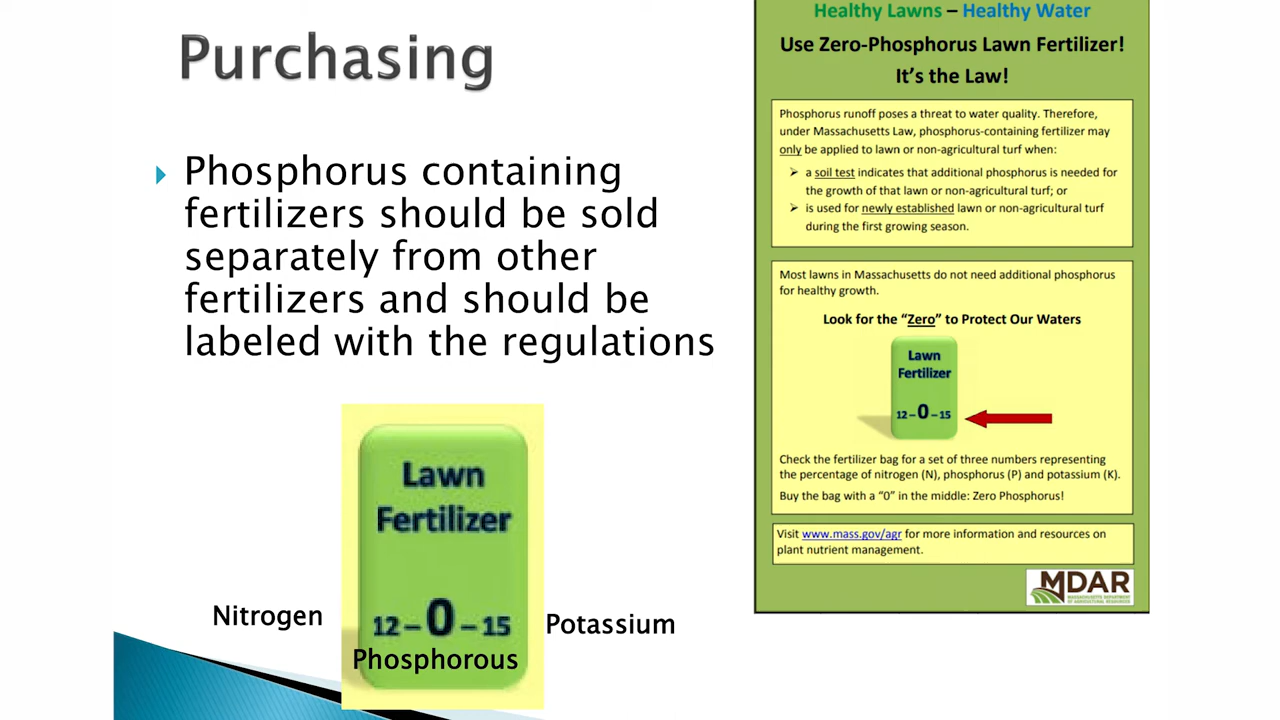 Purchasing
Phosphorus containing
fertilizers should be sold
separately from other
fertilizers and should be
labeled with the regulations
Lawn
Fertilizer
Nitrogen
12 – 0 – 15
Potassium
Phosphorous
Healthy Lawns – Healthy Water
Use Zero-Phosphorus Lawn Fertilizer!
It's the Law!
Phosphorus runoff poses a threat to water quality. Therefore,
under Massachusetts Law, phosphorus-containing fertilizer may
only be applied to lawn or non-agricultural turf when:
a soil test indicates that additional phosphorus is needed for
the growth of that lawn or non-agricultural turf; or
is used for newly established lawn or non-agricultural turf
during the first growing season.
Most lawns in Massachusetts do not need additional phosphorus
for healthy growth.
Look for the “Zero” to Protect Our Waters
Lawn
Fertilizer
12 – 0 – 15
Check the fertilizer bag for a set of three numbers representing
the percentage of nitrogen (N), phosphorus (P) and potassium (K).
Buy the bag with a “0” in the middle: Zero Phosphorus!
Visit www.mass.gov/agr for more information and resources on
plant nutrient management.
MDAR
MASSACHUSETTS DEPARTMENT
OF AGRICULTURAL RESOURCES